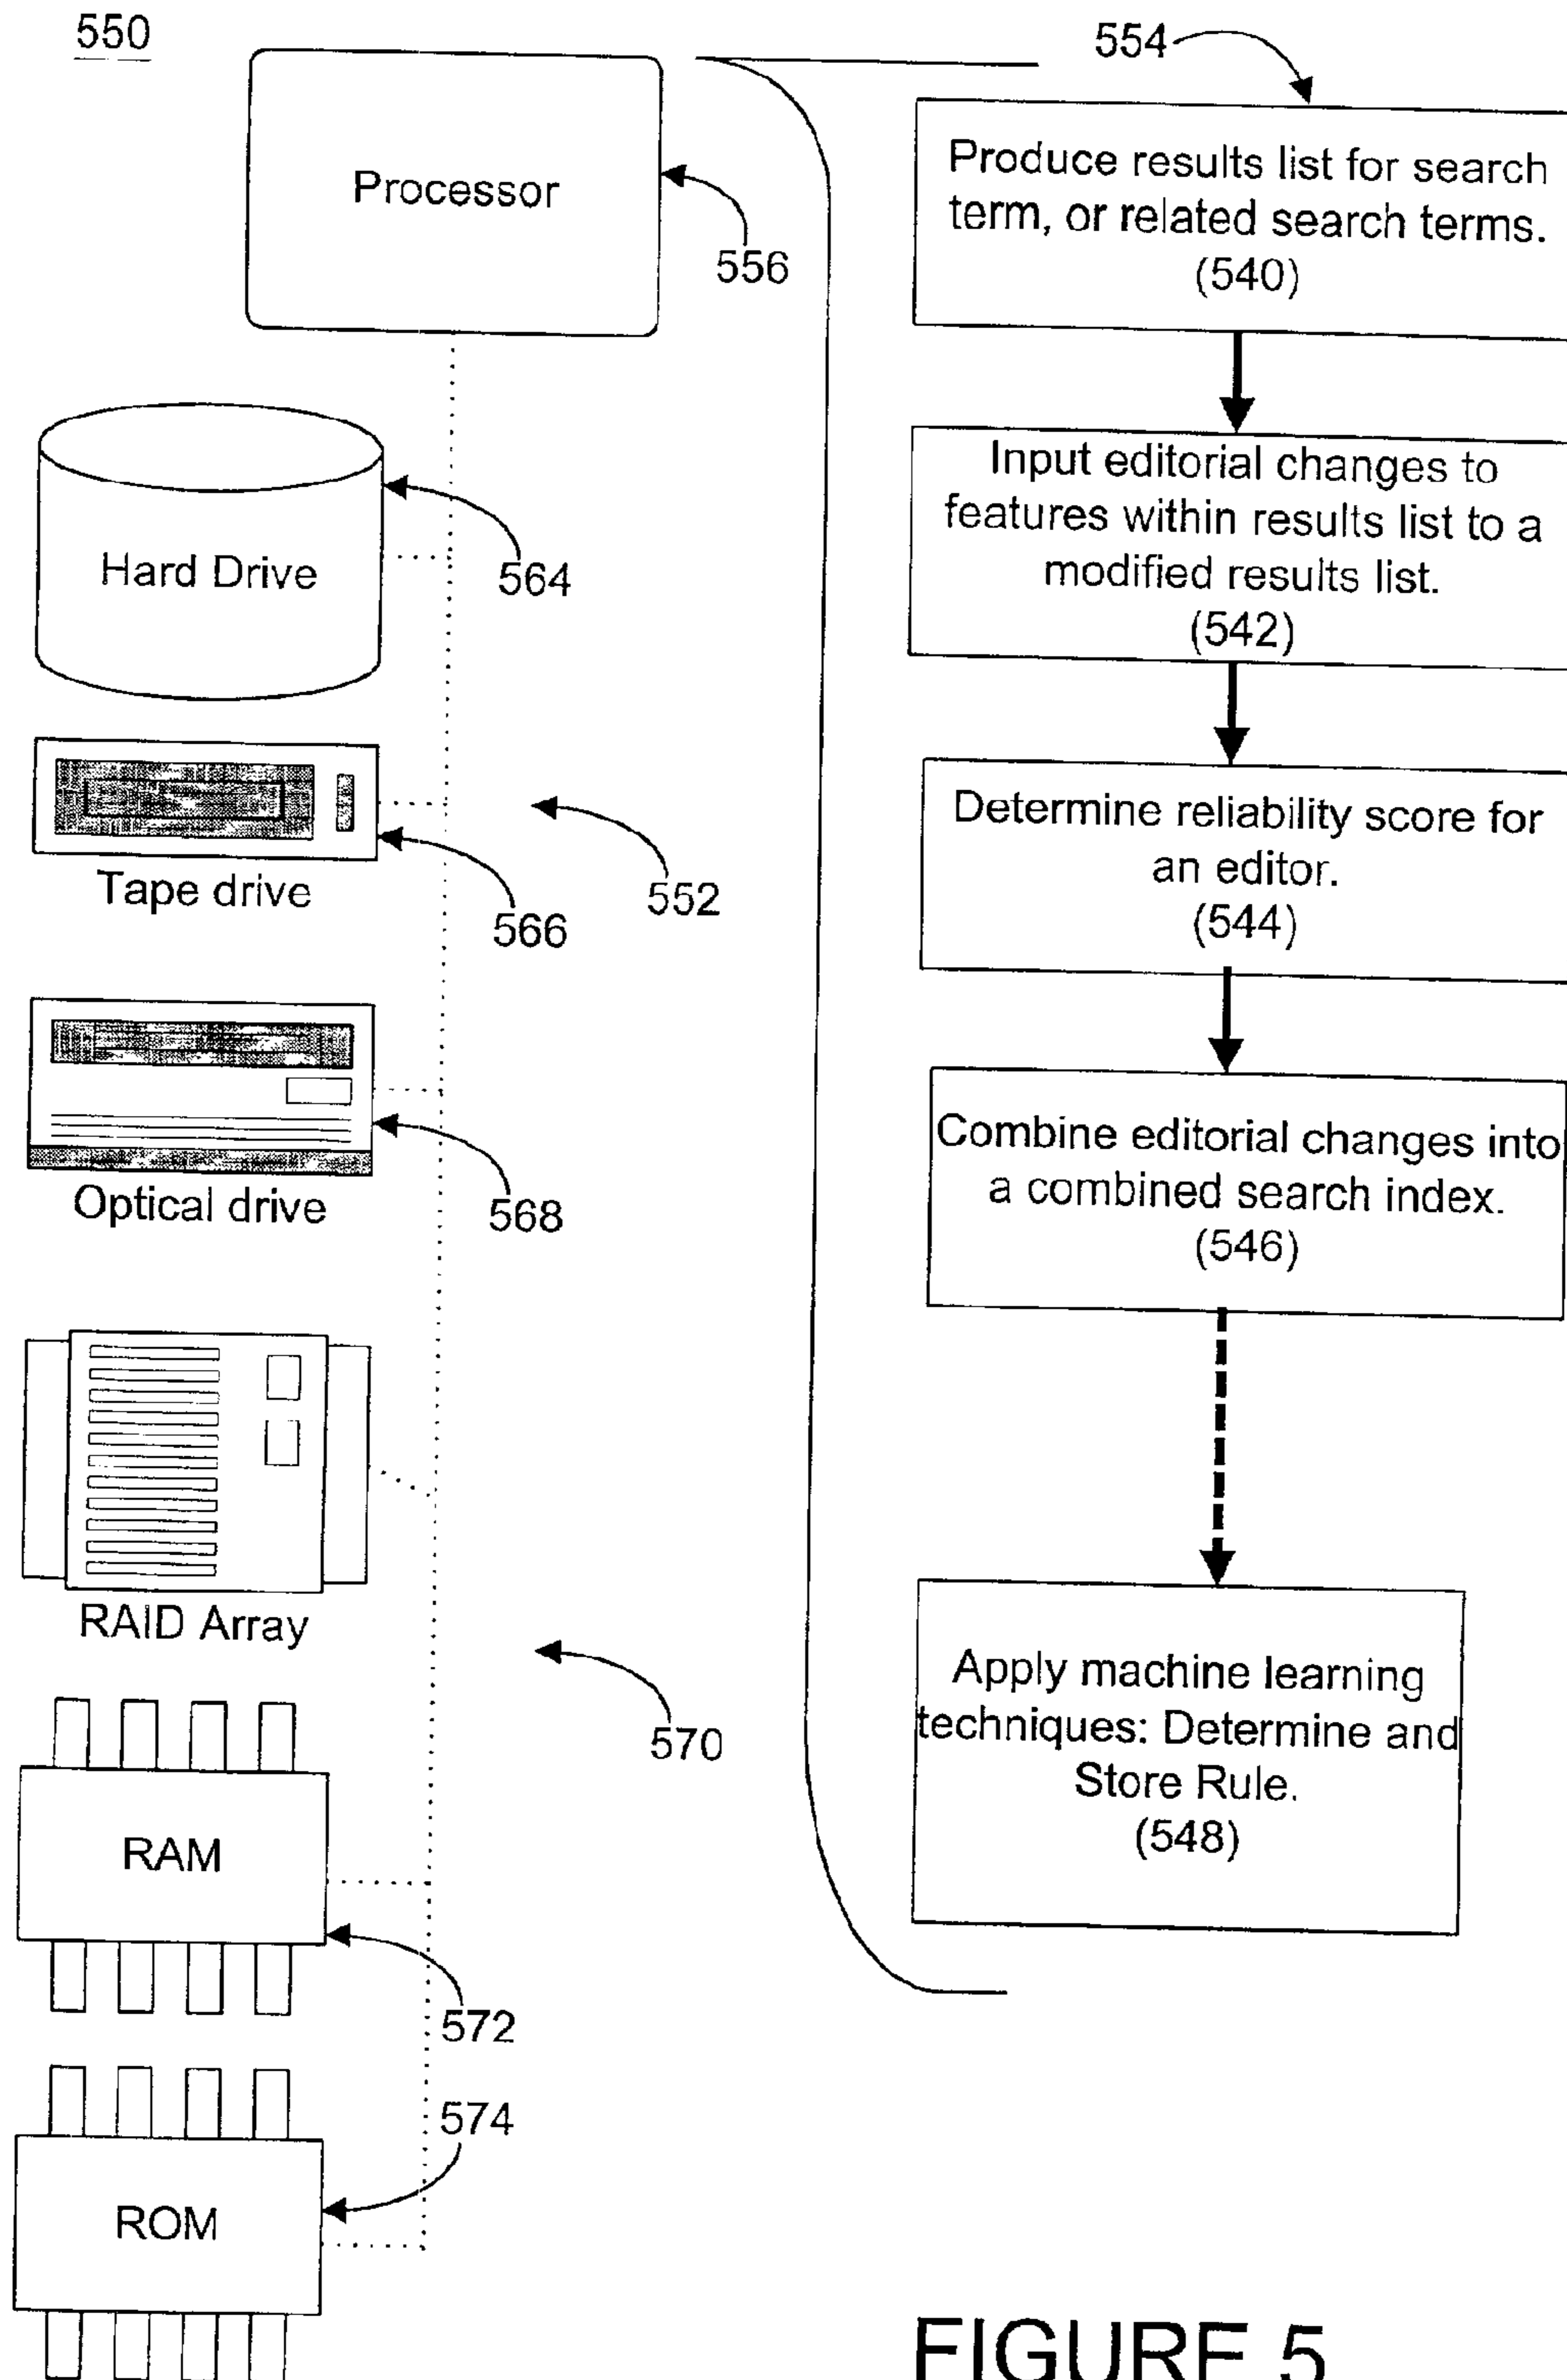 550
Processor
556
Hard Drive
564
Tape drive
566
552
Optical drive
568
RAID Array
570
RAM
572
574
ROM
554
Produce results list for search
term, or related search terms.
(540)
Input editorial changes to
features within results list to a
modified results list.
(542)
Determine reliability score for
an editor.
(544)
Combine editorial changes into
a combined search index.
(546)
Apply machine learning
techniques: Determine and
Store Rule.
(548)
FIGURE 5